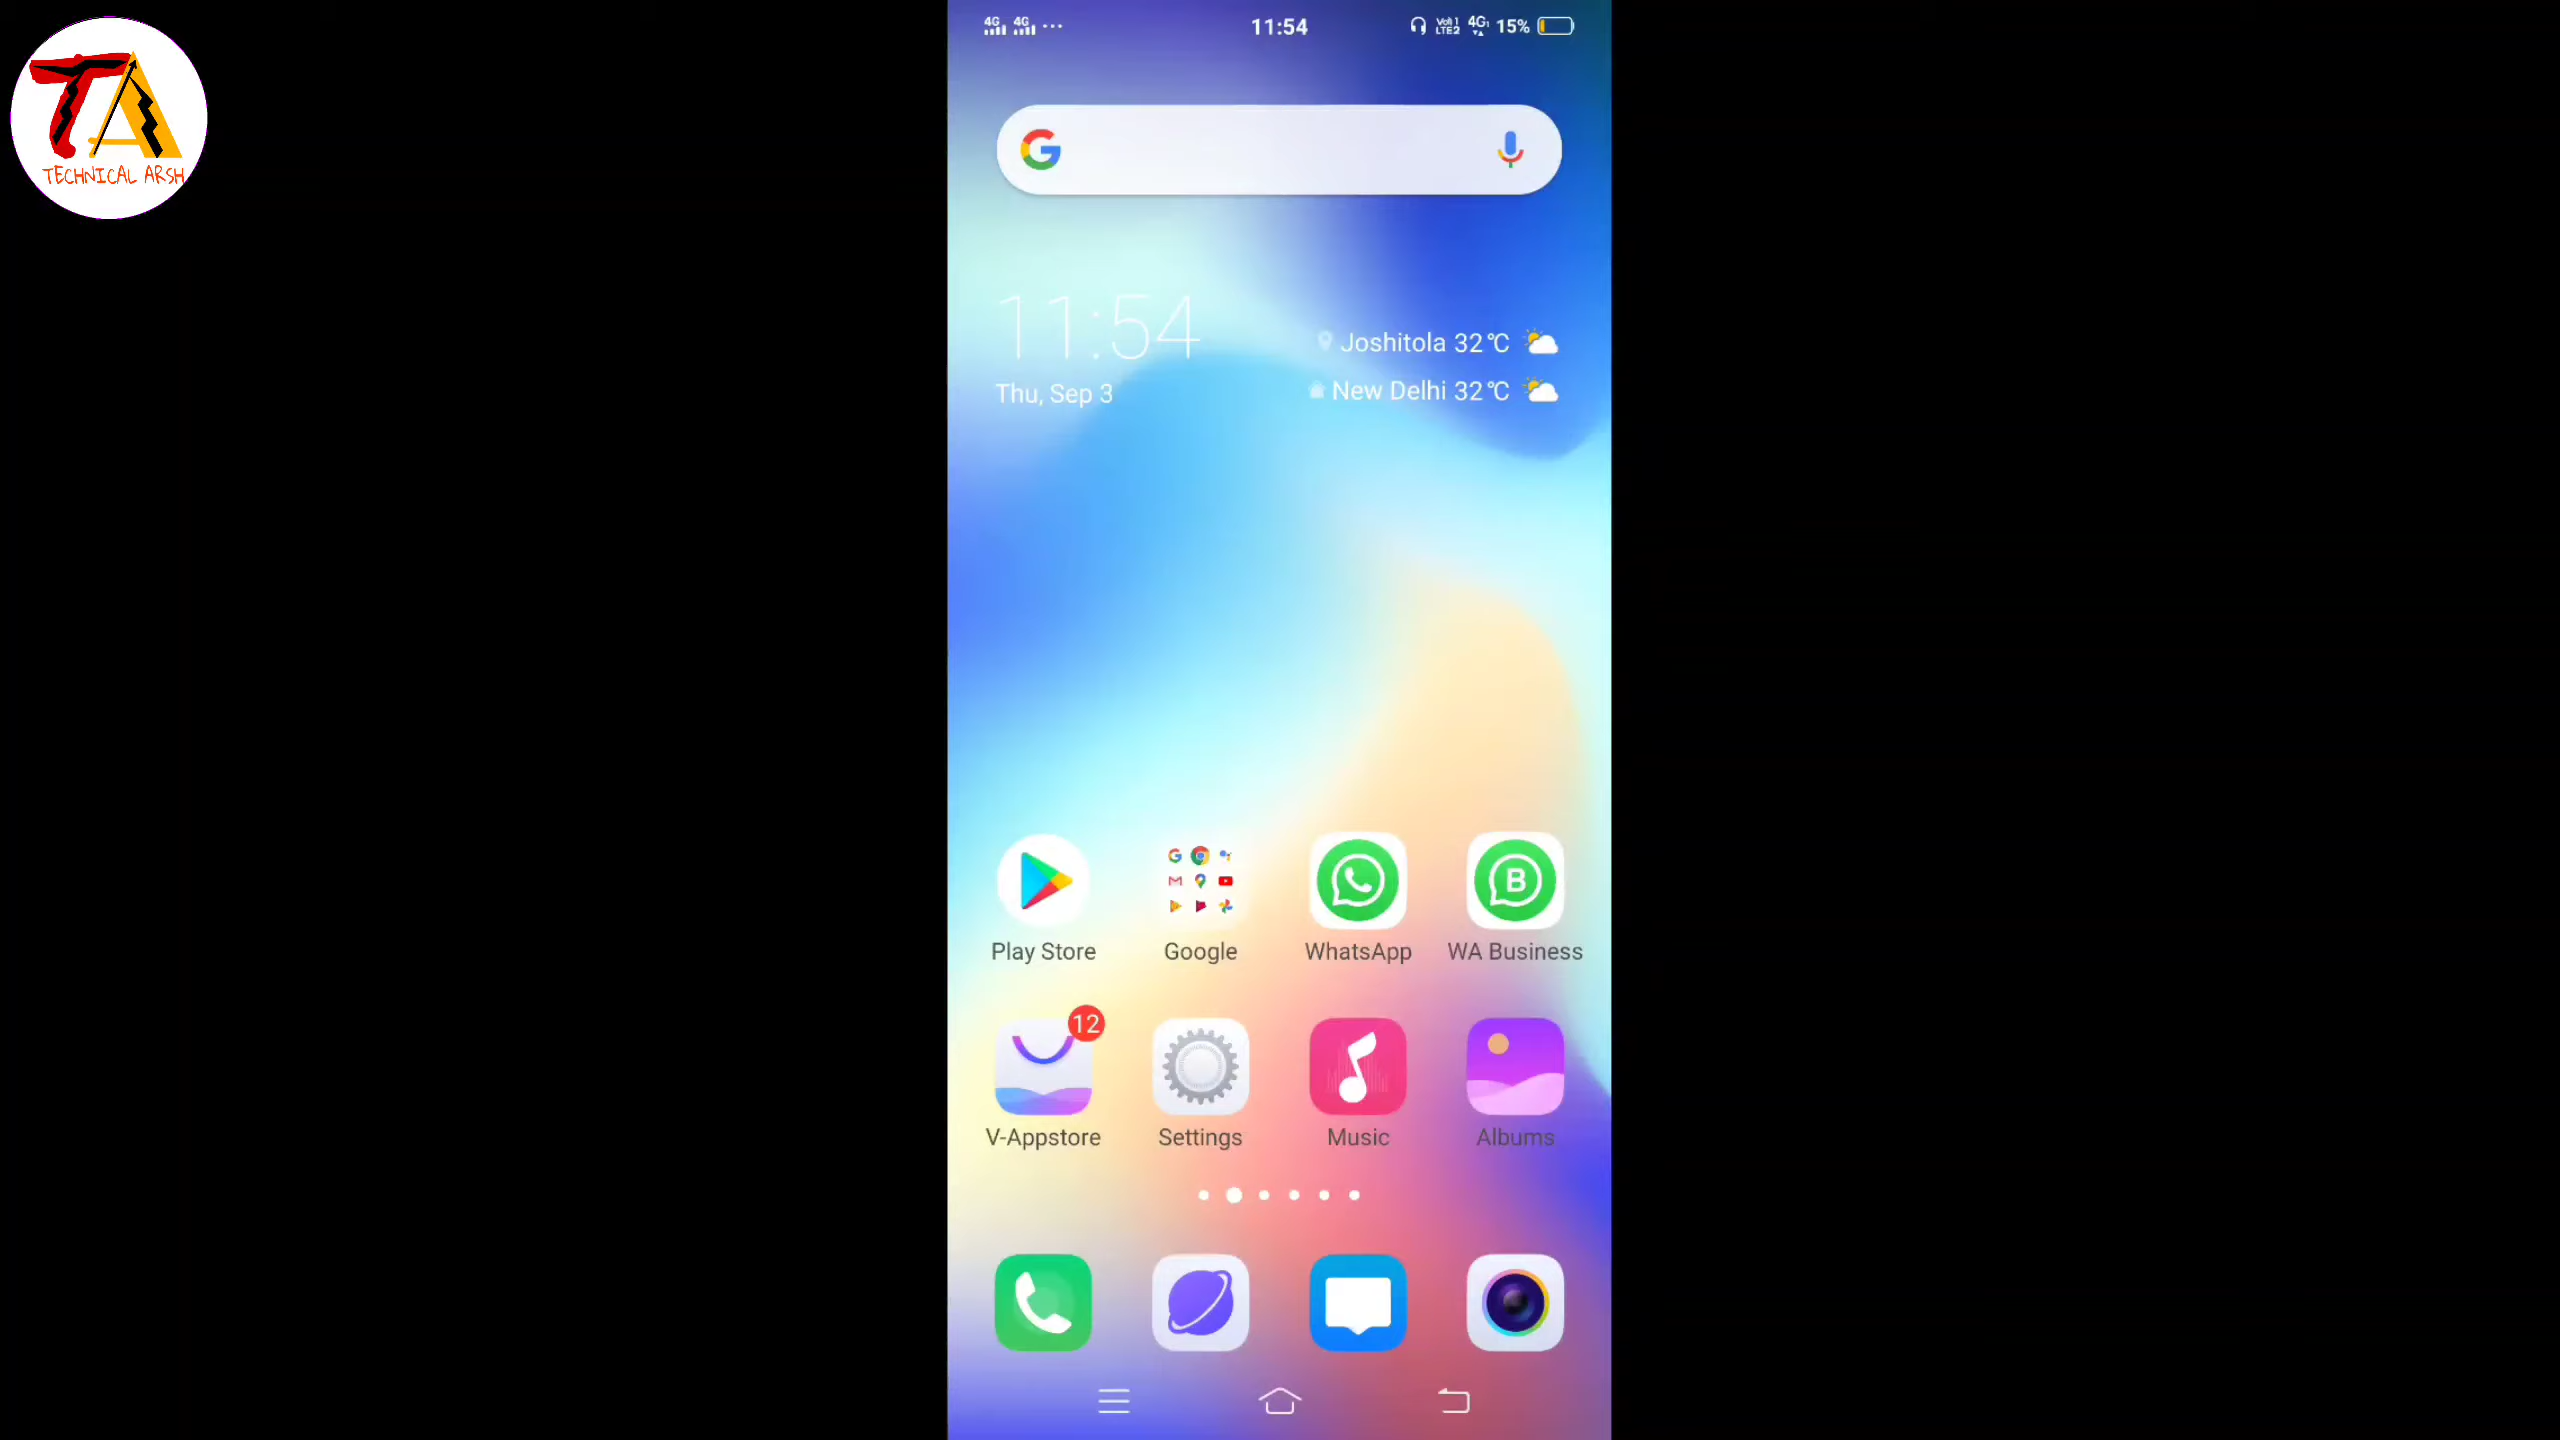 4G 4G ... 11:54 4G 15%
TECHNICAL ARSH
11:54
Thu, Sep 3
Joshitola 32℃
New Delhi 32℃
Play Store Google WhatsApp WA Business
12
V-Appstore Settings Music Albums